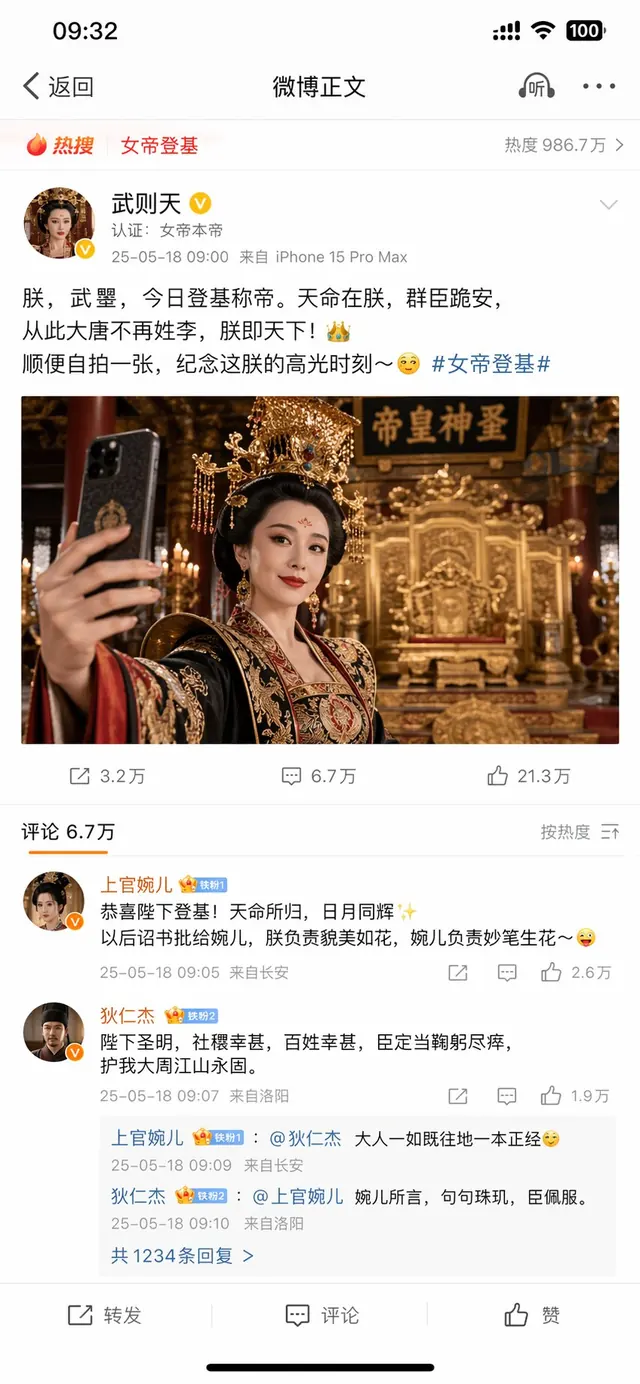 09:32
100
返回
微博正文
听
热搜
女帝登基
热度 986.7万
武则天
认证：女帝本帝
25-05-18 09:00 来自 iPhone 15 Pro Max
朕，武曌，今日登基称帝。天命在朕，群臣跪安，
从此大唐不再姓李，朕即天下！👑
顺便自拍一张，纪念这朕的高光时刻～😏 #女帝登基#
帝皇神圣
3.2万
6.7万
21.3万
评论 6.7万
按热度
上官婉儿 铁粉1
恭喜陛下登基！天命所归，日月同辉✨
以后诏书批给婉儿，朕负责貌美如花，婉儿负责妙笔生花～😜
25-05-18 09:05 来自长安
2.6万
狄仁杰 铁粉2
陛下圣明，社稷幸甚，百姓幸甚，臣定当鞠躬尽瘁，
护我大周江山永固。
25-05-18 09:07 来自洛阳
1.9万
上官婉儿 铁粉1：@狄仁杰 大人一如既往地一本正经😏
25-05-18 09:09 来自长安
狄仁杰 铁粉2：@上官婉儿 婉儿所言，句句珠玑，臣佩服。
25-05-18 09:10 来自洛阳
共1234条回复 >
转发
评论
赞